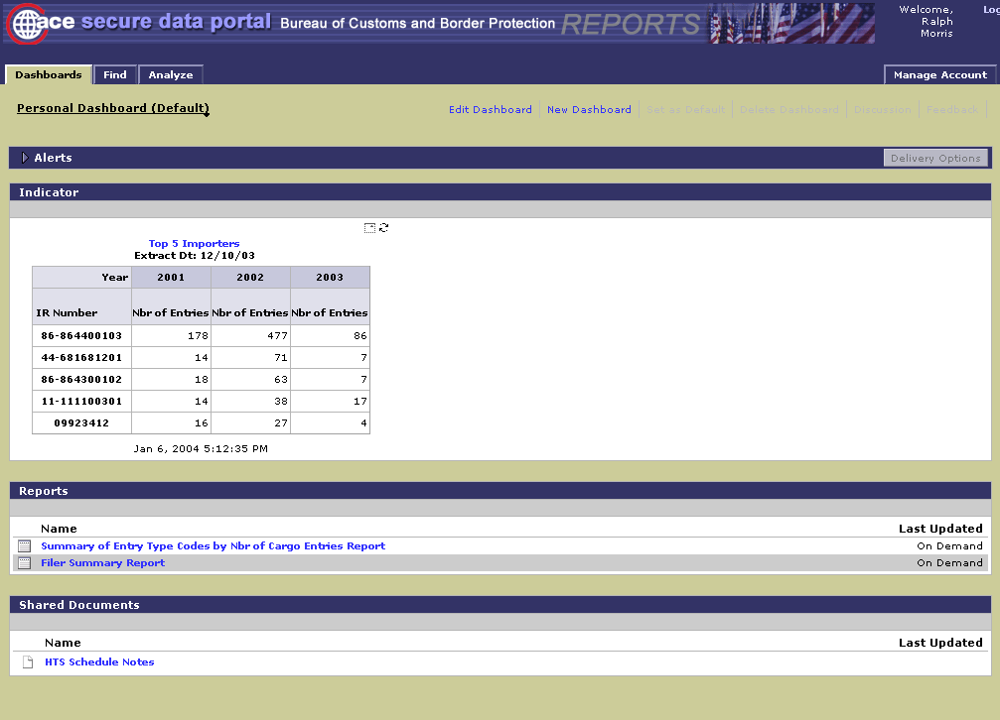 ace secure data portal Bureau of Customs and Border Protection REPORTS
Welcome, Ralph Morris
Log
Dashboards Find Analyze Manage Account
Personal Dashboard (Default)
Edit Dashboard New Dashboard Set as Default Delete Dashboard Discussion Feedback
Alerts Delivery Options
Indicator
Top 5 Importers
Extract Dt: 12/10/03
Year 2001 2002 2003
IR Number Nbr of Entries Nbr of Entries Nbr of Entries
86-864400103 178 477 86
44-681681201 14 71 7
86-864300102 18 63 7
11-111100301 14 38 17
09923412 16 27 4
Jan 6, 2004 5:12:35 PM
Reports
Name Last Updated
Summary of Entry Type Codes by Nbr of Cargo Entries Report On Demand
Filer Summary Report On Demand
Shared Documents
Name Last Updated
HTS Schedule Notes